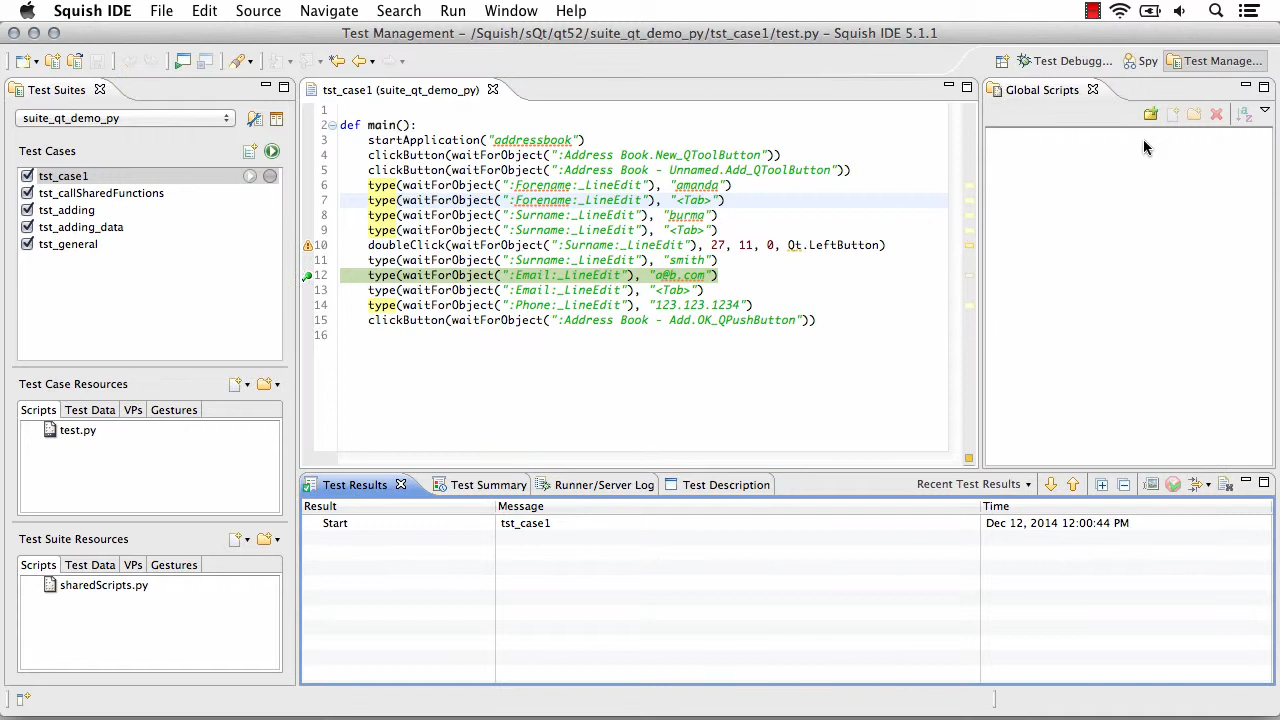 Squish IDE File Edit Source Navigate Search Run Window Help
Test Management - /Squish/sQt/qt52/suite_qt_demo_py/tst_case1/test.py - Squish IDE 5.1.1
Test Debugg... Spy Test Manage...
Test Suites
suite_qt_demo_py
Test Cases
tst_case1
tst_callSharedFunctions
tst_adding
tst_adding_data
tst_general
Test Case Resources
Scripts Test Data VPs Gestures
test.py
Test Suite Resources
Scripts Test Data VPs Gestures
sharedScripts.py
tst_case1 (suite_qt_demo_py)
1
2 def main():
3 startApplication("addressbook")
4 clickButton(waitForObject(":Address Book.New_QToolButton"))
5 clickButton(waitForObject(":Address Book - Unnamed.Add_QToolButton"))
6 type(waitForObject(":Forename:_LineEdit"), "amanda")
7 type(waitForObject(":Forename:_LineEdit"), "<Tab>")
8 type(waitForObject(":Surname:_LineEdit"), "burma")
9 type(waitForObject(":Surname:_LineEdit"), "<Tab>")
10 doubleClick(waitForObject(":Surname:_LineEdit"), 27, 11, 0, Qt.LeftButton)
11 type(waitForObject(":Surname:_LineEdit"), "smith")
12 type(waitForObject(":Email:_LineEdit"), "a@b.com")
13 type(waitForObject(":Email:_LineEdit"), "<Tab>")
14 type(waitForObject(":Phone:_LineEdit"), "123.123.1234")
15 clickButton(waitForObject(":Address Book - Add.OK_QPushButton"))
16
Global Scripts
Test Results Test Summary Runner/Server Log Test Description Recent Test Results
Result Message Time
Start tst_case1 Dec 12, 2014 12:00:44 PM